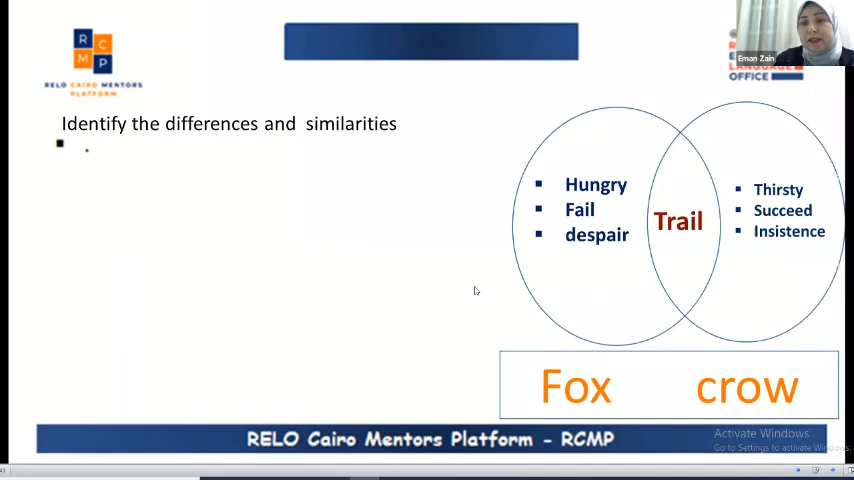 R C
M P
RELO CAIRO MENTORS
PLATFORM
Eman Zain
LANGUAGE
OFFICE
Identify the differences and similarities
.
Hungry
Fail
despair
Trail
Thirsty
Succeed
Insistence
Fox crow
RELO Cairo Mentors Platform - RCMP
Activate Windows
Go to Settings to activate Windows.